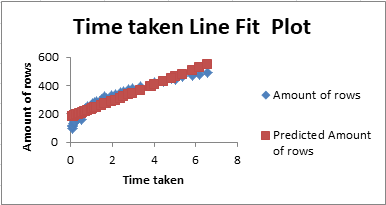 Time taken Line Fit  Plot
600
400
200
0
0
2
4
6
8
Amount of rows
Time taken
Amount of rows
Predicted Amount
of rows